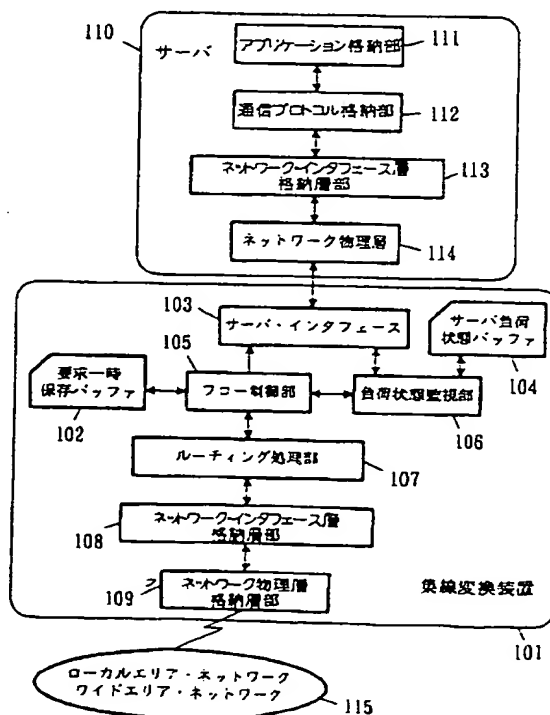 110
サーバ
アプリケーション格納部
111
通信プロトコル格納部
112
ネットワークインタフェース層
格納層部
113
ネットワーク物理層
114
103
サーバ・インタフェース
サーバ負荷
状態バッファ
104
105
要求一時
保存バッファ
102
フロー制御部
負荷状態監視部
106
ルーティング処理部
107
ネットワークインタフェース層
格納層部
108
ネットワーク物理層
格納層部
109
集線変換装置
101
ローカルエリア・ネットワーク
ワイドエリア・ネットワーク
115